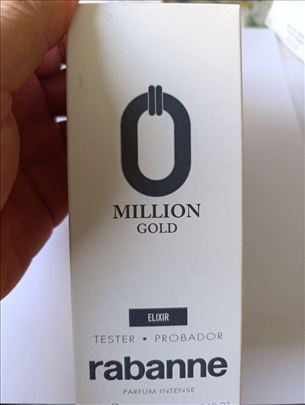 MILLION
GOLD
ELIXIR
TESTER • PROBADOR
rabanne
PARFUM INTENSE